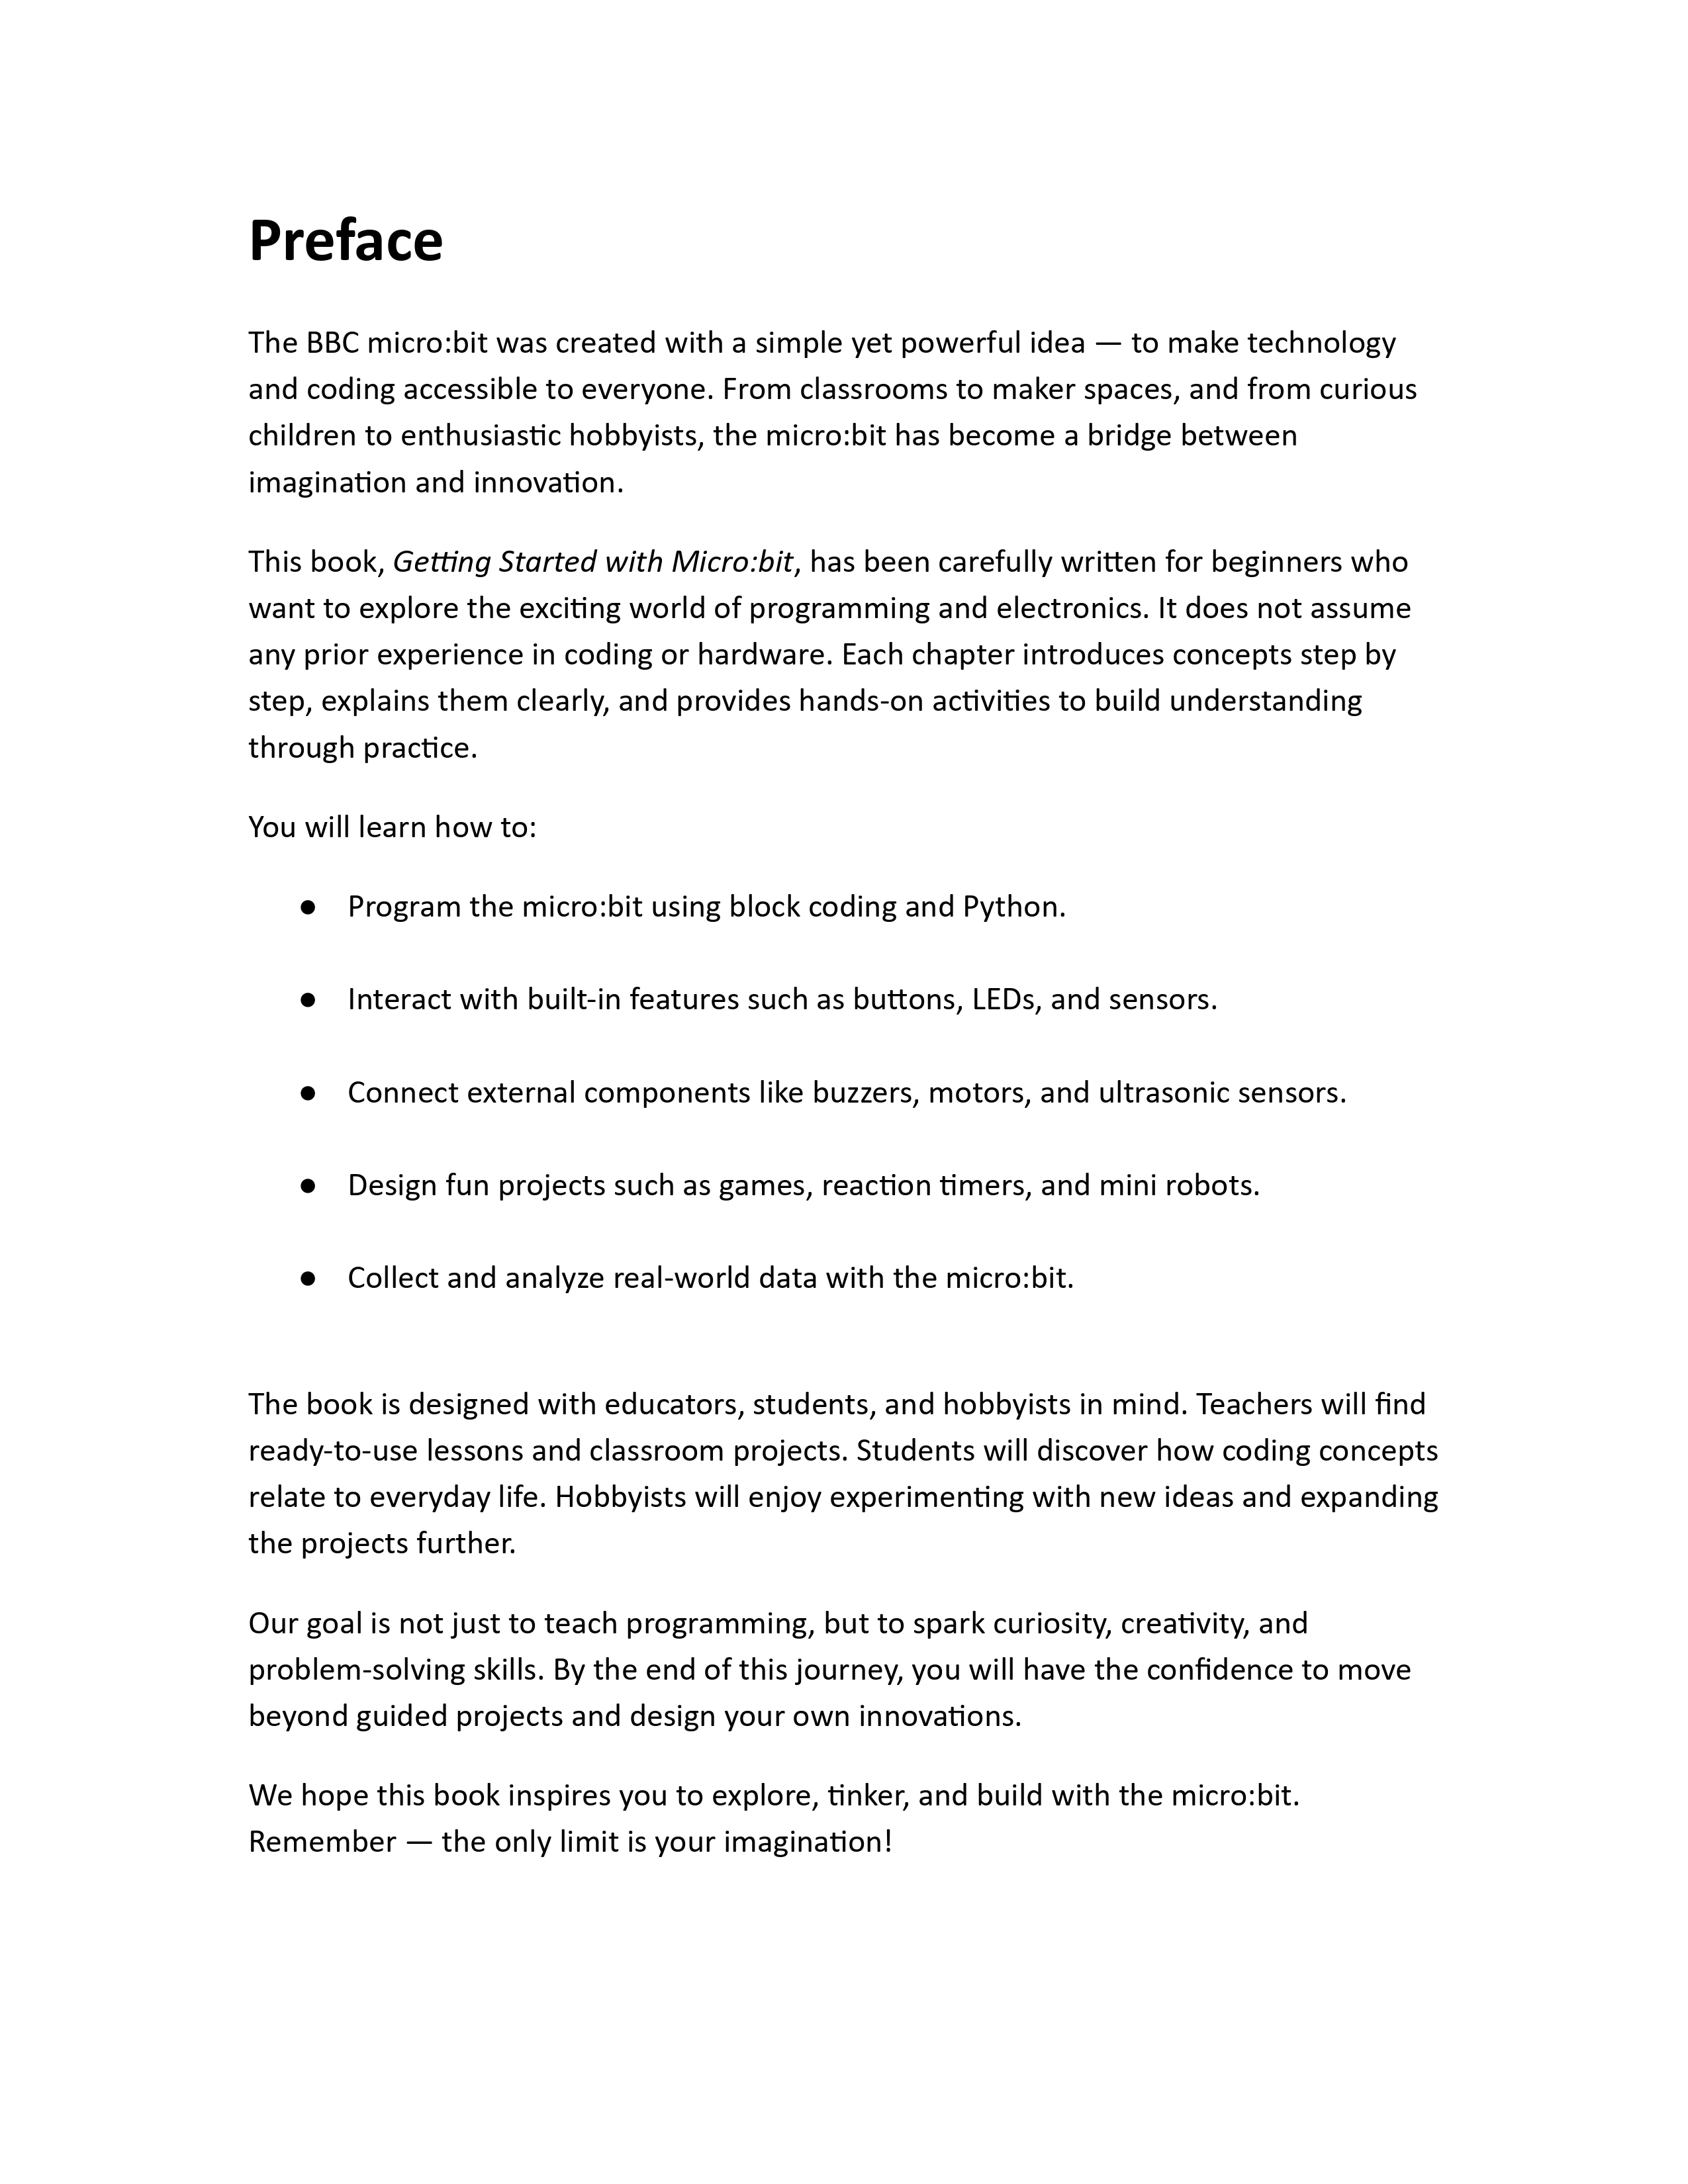 Preface
The BBC micro:bit was created with a simple yet powerful idea — to make technology
and coding accessible to everyone. From classrooms to maker spaces, and from curious
children to enthusiastic hobbyists, the micro:bit has become a bridge between
imagination and innovation.
This book, Getting Started with Micro:bit, has been carefully written for beginners who
want to explore the exciting world of programming and electronics. It does not assume
any prior experience in coding or hardware. Each chapter introduces concepts step by
step, explains them clearly, and provides hands-on activities to build understanding
through practice.
You will learn how to:
● Program the micro:bit using block coding and Python.
● Interact with built-in features such as buttons, LEDs, and sensors.
● Connect external components like buzzers, motors, and ultrasonic sensors.
● Design fun projects such as games, reaction timers, and mini robots.
● Collect and analyze real-world data with the micro:bit.
The book is designed with educators, students, and hobbyists in mind. Teachers will find
ready-to-use lessons and classroom projects. Students will discover how coding concepts
relate to everyday life. Hobbyists will enjoy experimenting with new ideas and expanding
the projects further.
Our goal is not just to teach programming, but to spark curiosity, creativity, and
problem-solving skills. By the end of this journey, you will have the confidence to move
beyond guided projects and design your own innovations.
We hope this book inspires you to explore, tinker, and build with the micro:bit.
Remember — the only limit is your imagination!